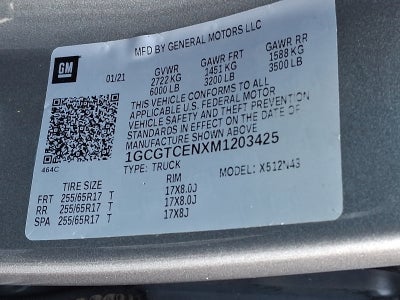 MFD BY GENERAL MOTORS LLC
GM
01/21
GVWR GAWR FRT GAWR RR
2722 KG 1451 KG 1588 KG
6000 LB 3200 LB 3500 LB
THIS VEHICLE CONFORMS TO ALL
APPLICABLE U.S. FEDERAL MOTOR
VEHICLE SAFETY AND THEFT PREVENTION
STANDARDS IN EFFECT ON THE DATE OF
MANUFACTURE SHOWN ABOVE.
1GCGTCENXM1203425
TYPE: TRUCK MODEL: X512N43
464C
TIRE SIZE RIM
FRT 255/65R17 T 17X8.0J
RR 255/65R17 T 17X8.0J
SPA 255/65R17 T 17X8J